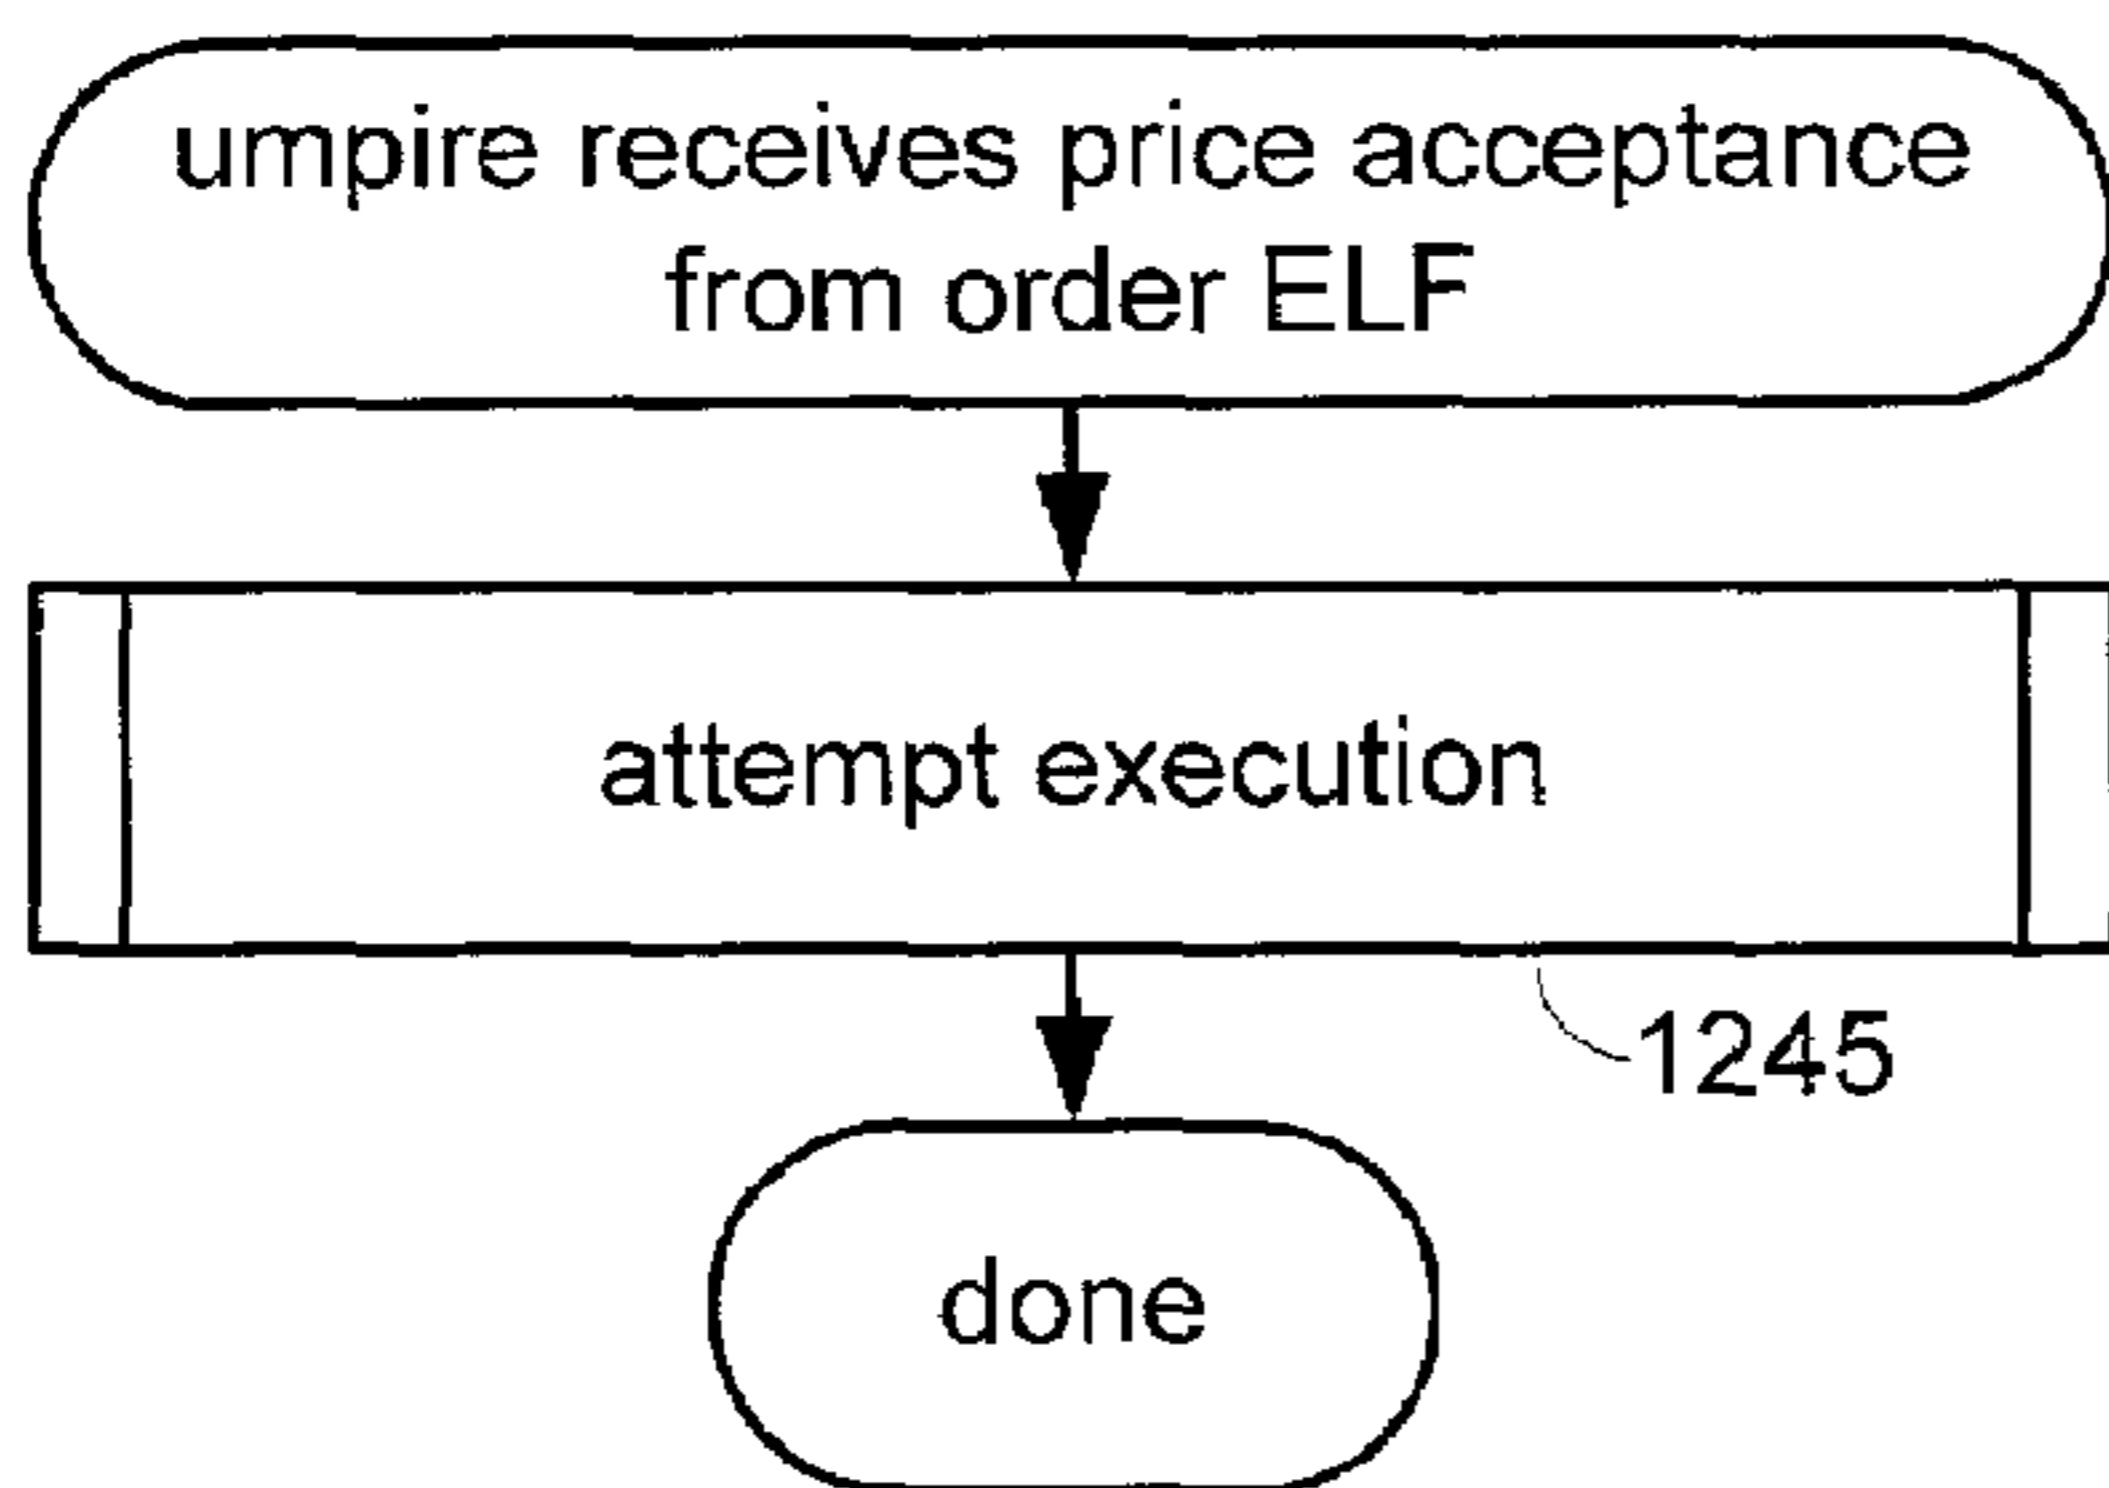 umpire receives price acceptance
from order ELF
attempt execution
1245
done